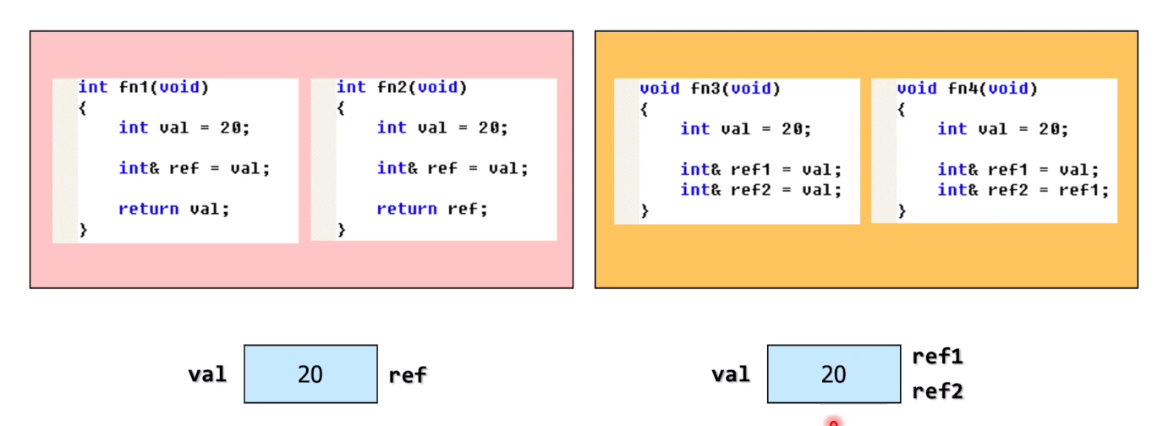 int fn1(void)
{
int val = 20;
int& ref = val;
return val;
}
int fn2(void)
{
int val = 20;
int& ref = val;
return ref;
}
void fn3(void)
{
int val = 20;
int& ref1 = val;
int& ref2 = val;
}
void fn4(void)
{
int val = 20;
int& ref1 = val;
int& ref2 = ref1;
}
val 20 ref
val 20 ref1
ref2